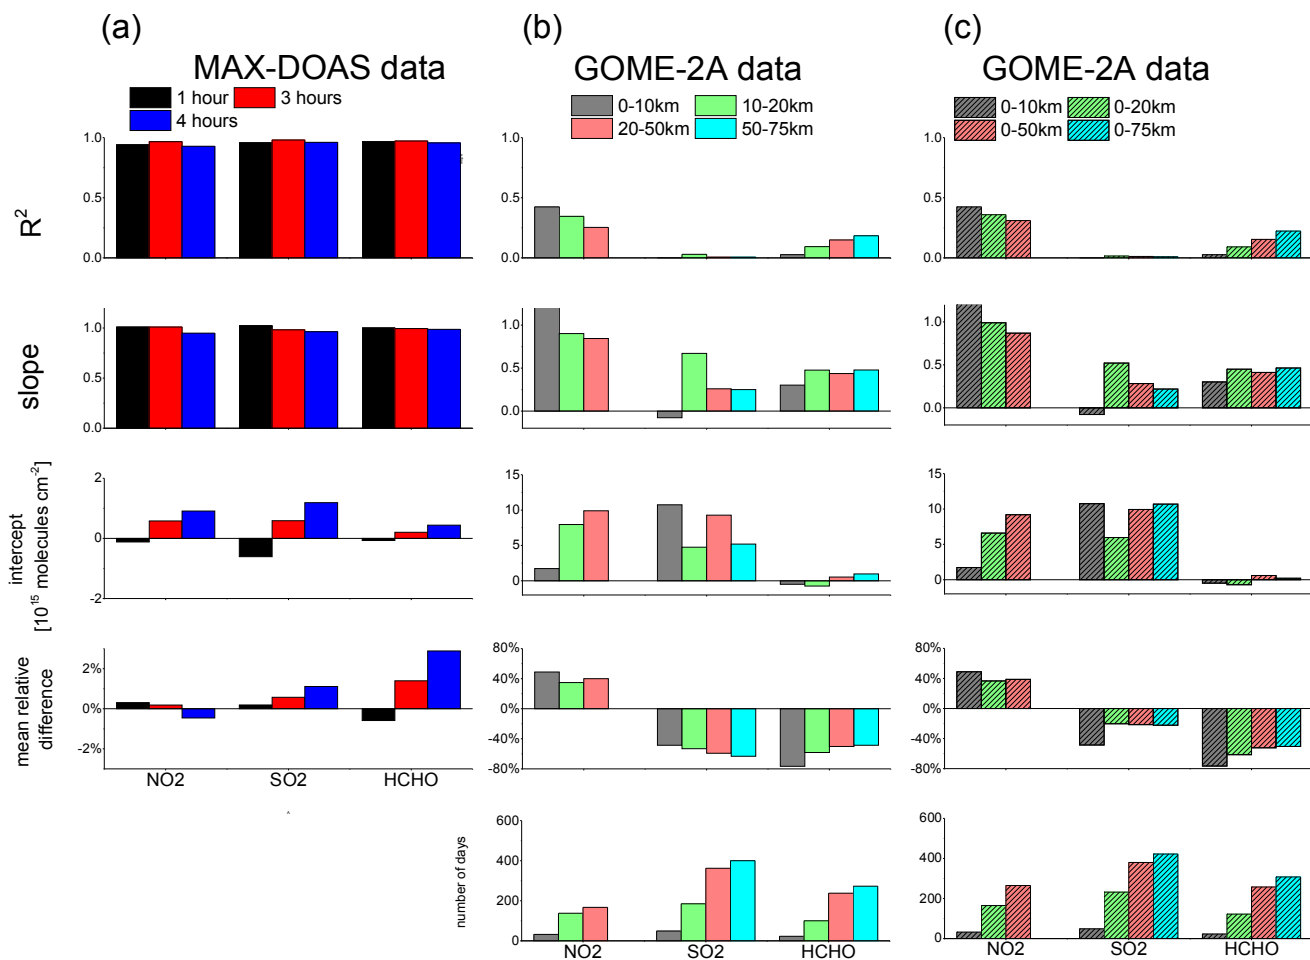 (a)
MAX-DOAS data
1 hour 3 hours
4 hours
R2
1.0
0.5
0.0
slope
1.0
0.5
0.0
intercept
[1015 molecules cm-2]
2
0
-2
mean relative
difference
2%
0%
-2%
NO2 SO2 HCHO
(b)
GOME-2A data
0-10km 10-20km
20-50km 50-75km
1.0
0.5
0.0
1.0
0.5
0.0
15
10
5
0
80%
40%
0%
-40%
-80%
number of days
600
400
200
0
NO2 SO2 HCHO
(c)
GOME-2A data
0-10km 0-20km
0-50km 0-75km
1.0
0.5
0.0
1.0
0.5
0.0
15
10
5
0
80%
40%
0%
-40%
-80%
600
400
200
0
NO2 SO2 HCHO